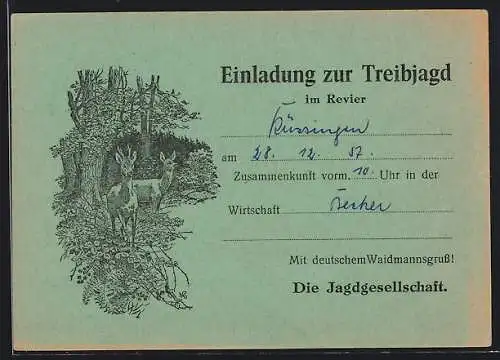 Einladung zur Treibjagd
im Revier
Küssingen
am 28. 12. 57.
Zusammenkunft vorm. 10. Uhr in der
Wirtschaft Becher
Mit deutschem Waidmannsgruß!
Die Jagdgesellschaft.